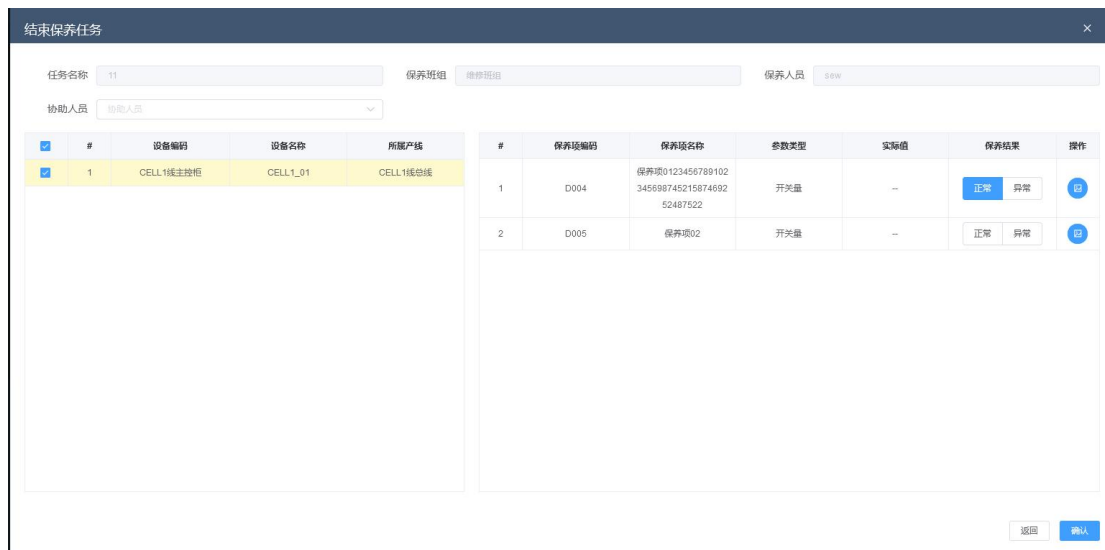 结束保养任务
任务名称 11 保养班组 维修班组 保养人员 sew
协助人员 协助人员
# 设备编码 设备名称 所属产线
1 CELL1线主控柜 CELL1_01 CELL1线总线
# 保养项编码 保养项名称 参数类型 实际值 保养结果 操作
保养项0123456789102
1 D004 345698745215874692 开关量 -- 正常 异常
52487522
2 D005 保养项02 开关量 -- 正常 异常
返回 确认